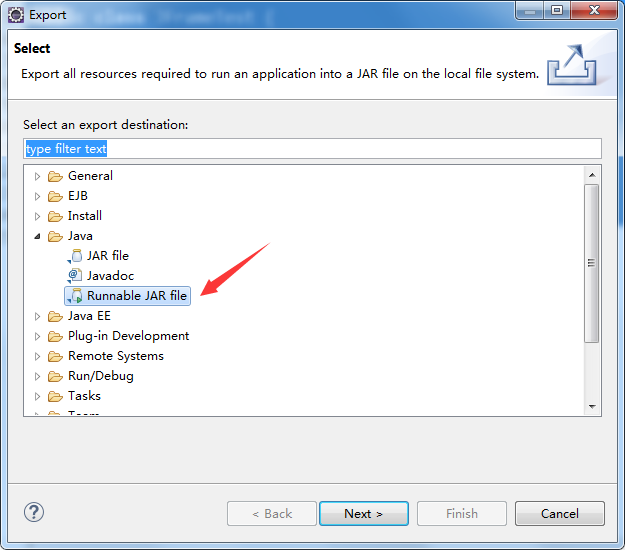 Export
Select
Export all resources required to run an application into a JAR file on the local file system.
Select an export destination:
type filter text
General
EJB
Install
Java
JAR file
Javadoc
Runnable JAR file
Java EE
Plug-in Development
Remote Systems
Run/Debug
Tasks
Team
< Back
Next >
Finish
Cancel